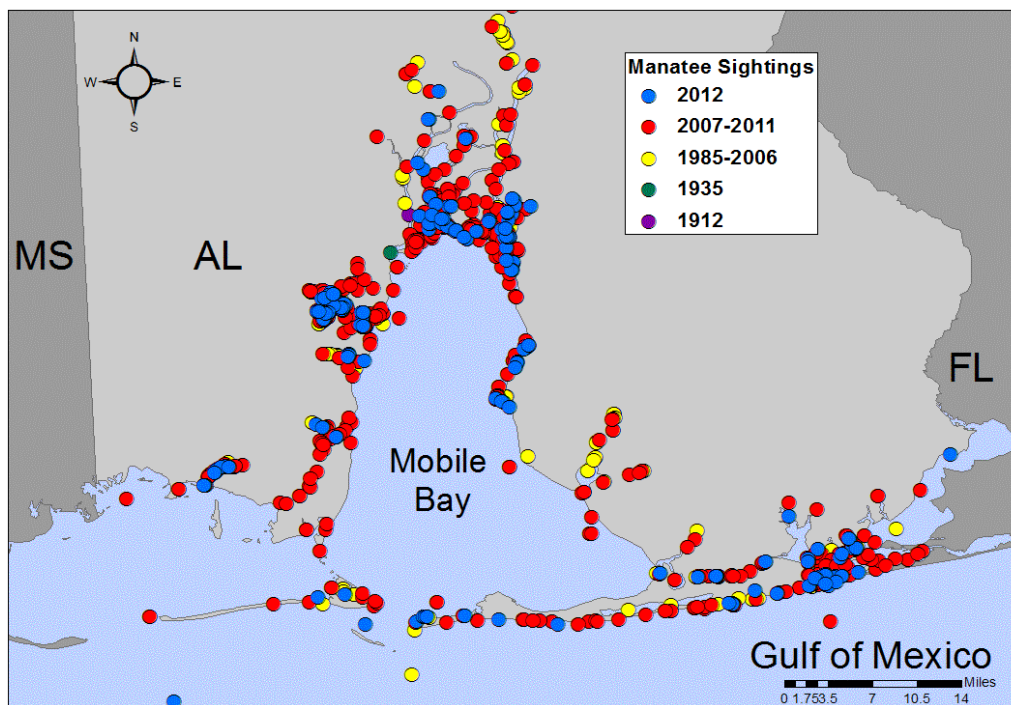 N
W E
S
Manatee Sightings
2012
2007-2011
1985-2006
1935
1912
MS
AL
FL
Mobile
Bay
Gulf of Mexico
Miles
0 1.753.5 7 10.5 14